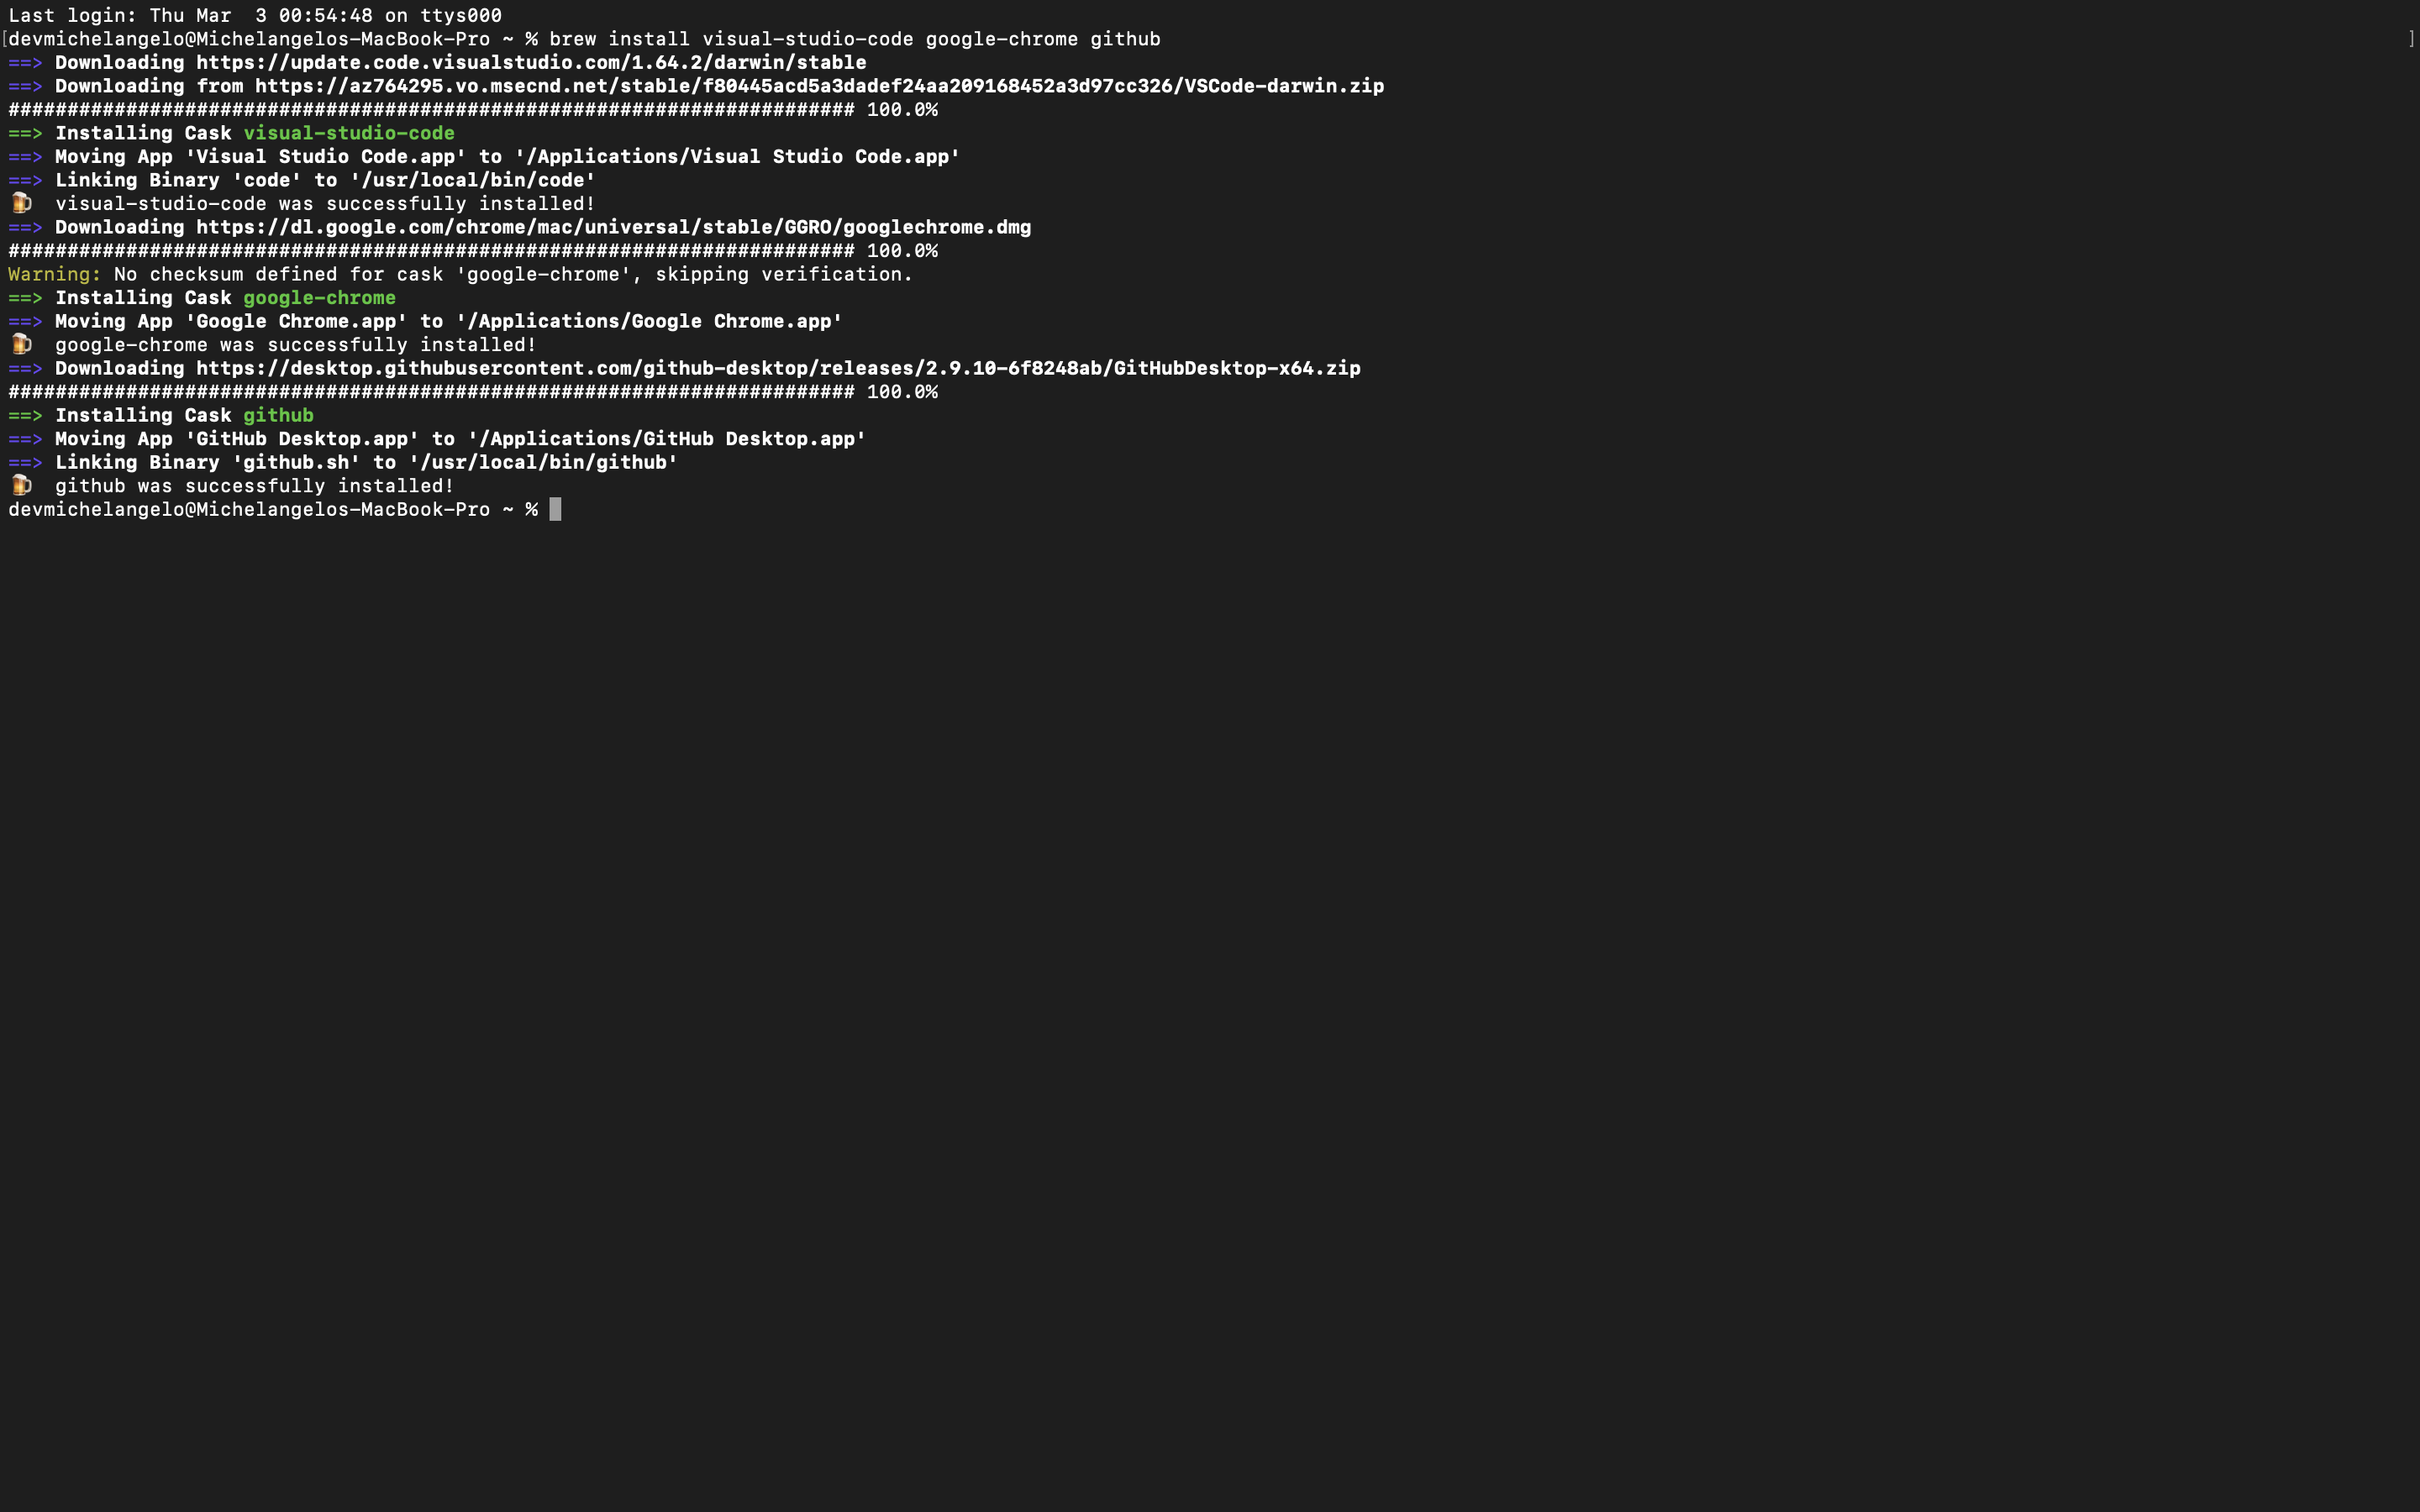 Last login: Thu Mar  3 00:54:48 on ttys000
[devmichelangelo@Michelangelos-MacBook-Pro ~ % brew install visual-studio-code google-chrome github ]
==> Downloading https://update.code.visualstudio.com/1.64.2/darwin/stable
==> Downloading from https://az764295.vo.msecnd.net/stable/f80445acd5a3dadef24aa209168452a3d97cc326/VSCode-darwin.zip
######################################################################## 100.0%
==> Installing Cask visual-studio-code
==> Moving App 'Visual Studio Code.app' to '/Applications/Visual Studio Code.app'
==> Linking Binary 'code' to '/usr/local/bin/code'
🍺  visual-studio-code was successfully installed!
==> Downloading https://dl.google.com/chrome/mac/universal/stable/GGRO/googlechrome.dmg
######################################################################## 100.0%
Warning: No checksum defined for cask 'google-chrome', skipping verification.
==> Installing Cask google-chrome
==> Moving App 'Google Chrome.app' to '/Applications/Google Chrome.app'
🍺  google-chrome was successfully installed!
==> Downloading https://desktop.githubusercontent.com/github-desktop/releases/2.9.10-6f8248ab/GitHubDesktop-x64.zip
######################################################################## 100.0%
==> Installing Cask github
==> Moving App 'GitHub Desktop.app' to '/Applications/GitHub Desktop.app'
==> Linking Binary 'github.sh' to '/usr/local/bin/github'
🍺  github was successfully installed!
devmichelangelo@Michelangelos-MacBook-Pro ~ %